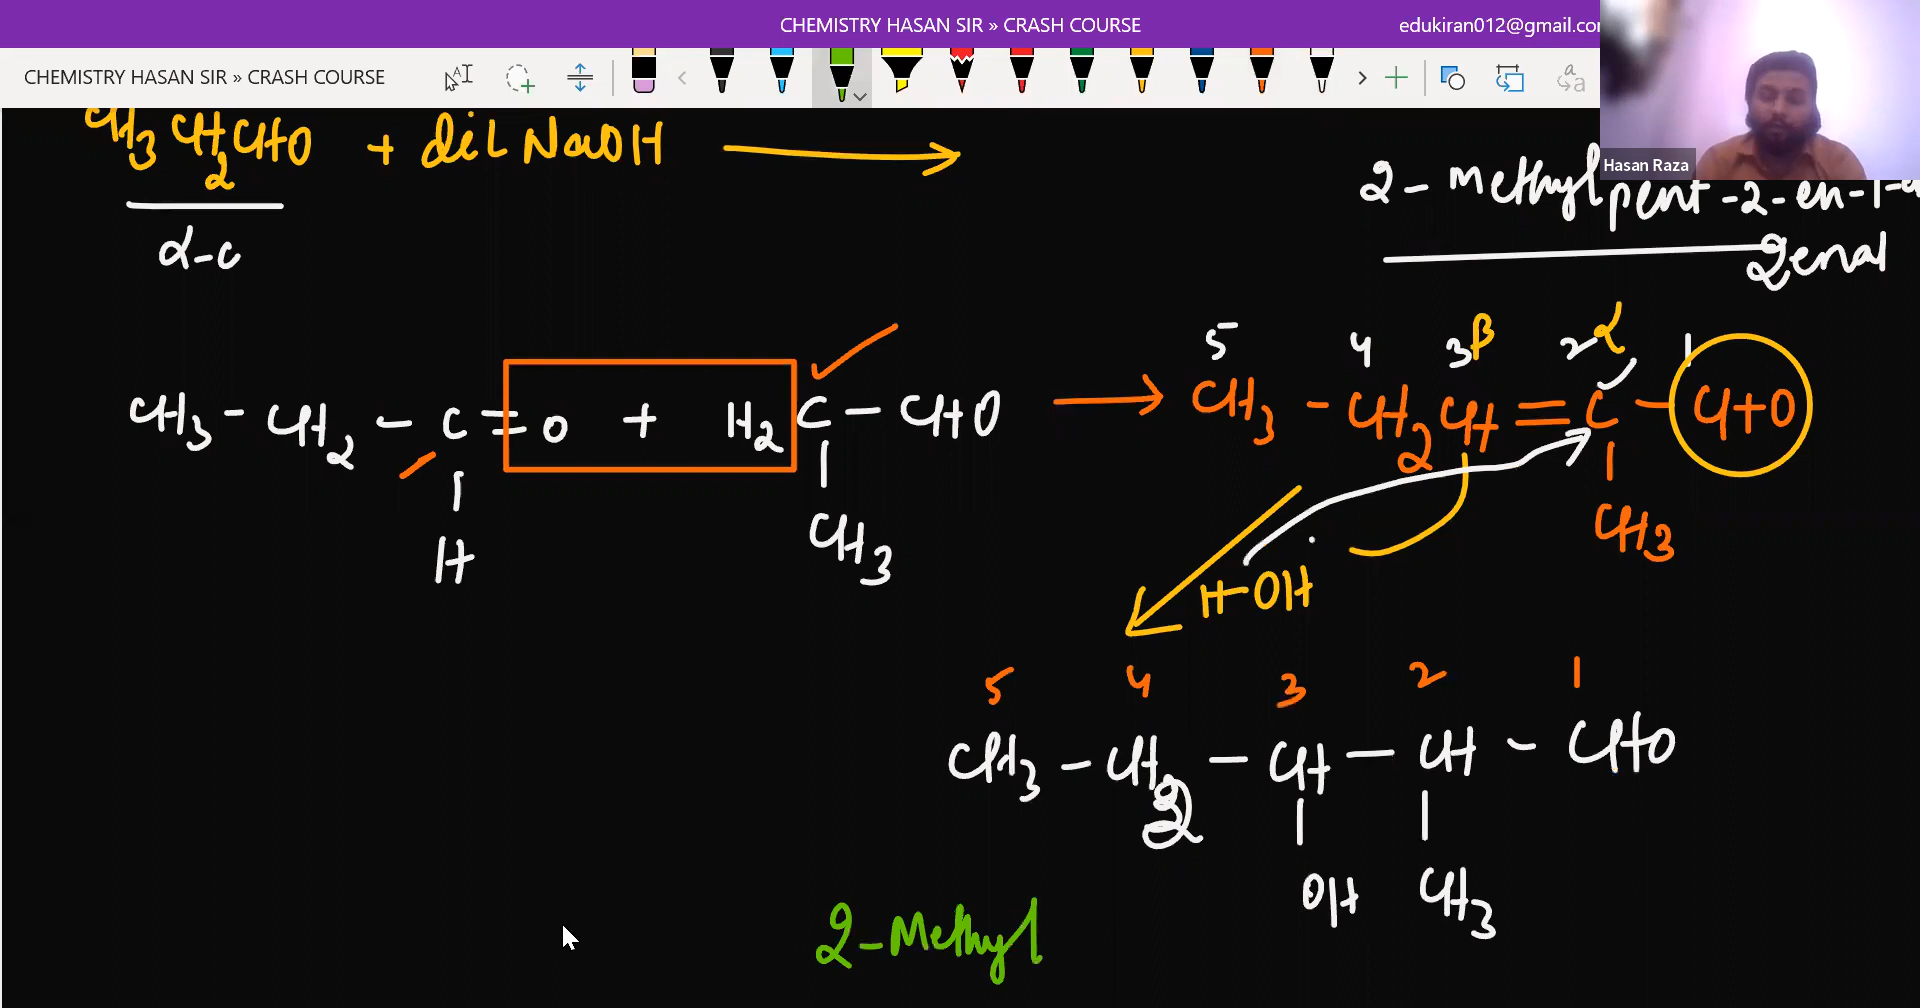 CHEMISTRY HASAN SIR » CRASH COURSE
edukiran012@gmail.co
CHEMISTRY HASAN SIR » CRASH COURSE
Hasan Raza
CH3CH2CHO + dil NaOH ⟶
α-c
2-methylpent-2-en-1-a
2enal
5 4 3β 2α 1
CH3 - CH2 - C = O + H2C - CHO ⟶ CH3 - CH2CH = C - CHO
H CH3 CH3
H-OH
5 4 3 2 1
CH3 - CH2 - CH - CH - CHO
2
OH CH3
2-Methyl